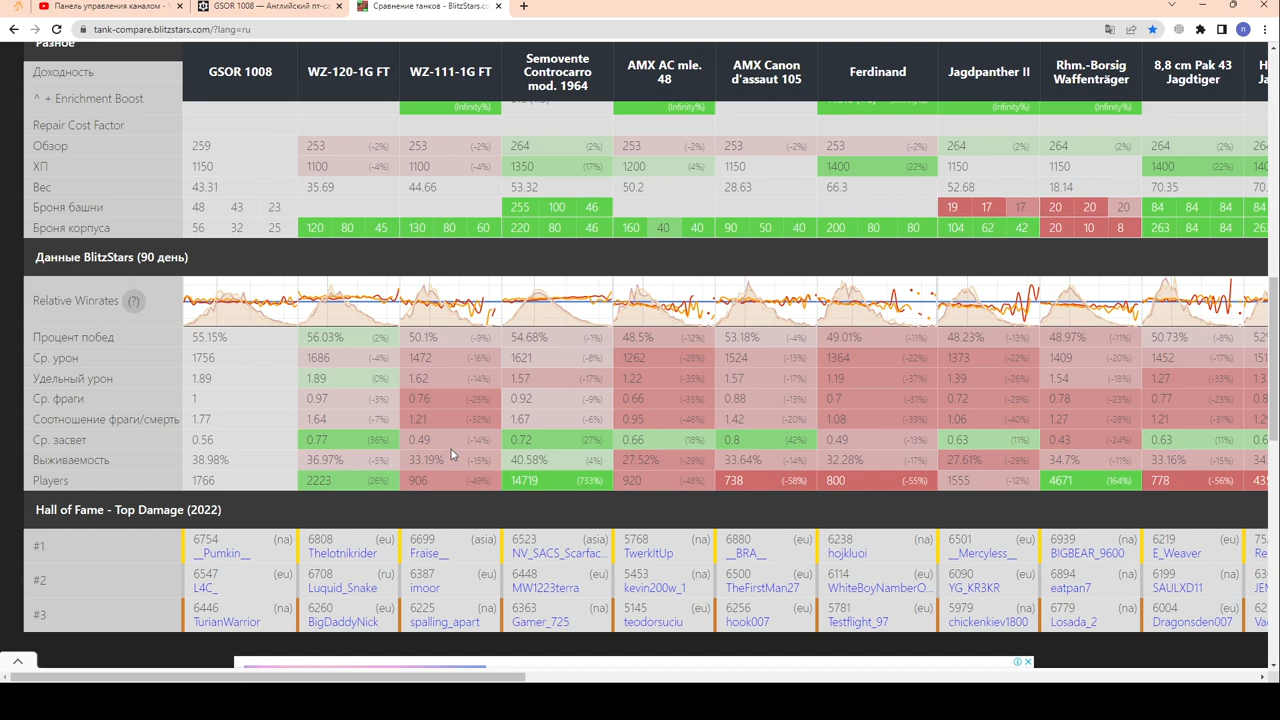 Панель управления каналом -
GSOR 1008 — Английский пт-са
Сравнение танков - BlitzStars.co
tank-compare.blitzstars.com/?lang=ru
Разное
GSOR 1008 WZ-120-1G FT WZ-111-1G FT Semovente Controcarro mod. 1964 AMX AC mle. 48 AMX Canon d'assaut 105 Ferdinand Jagdpanther II Rhm.-Borsig Waffenträger 8,8 cm Pak 43 Jagdtiger
Доходность
^ + Enrichment Boost
(Infinity%) (Infinity%) (Infinity%) (Infinity%) (Infinity%)
Repair Cost Factor
Обзор 259 253 (-2%) 253 (-2%) 264 (2%) 253 (-2%) 253 (-2%) 253 (-2%) 264 (2%) 264 (2%) 264 (2%) 264
ХП 1150 1100 (-4%) 1100 (-4%) 1350 (17%) 1200 (4%) 1150 1400 (22%) 1150 1150 1400 (22%) 140
Вес 43.31 35.69 44.66 53.32 50.2 28.63 66.3 52.68 18.14 70.35 70.
Броня башни 48 43 23 255 100 46 19 17 17 20 20 20 84 84 84 84
Броня корпуса 56 32 25 120 80 45 130 80 60 220 80 46 160 40 40 90 50 40 200 80 80 104 62 42 20 10 8 263 84 84 263
Данные BlitzStars (90 день)
Relative Winrates (?)
Процент побед 55.15% 56.03% (2%) 50.1% (-9%) 54.68% (-1%) 48.5% (-12%) 53.18% (-4%) 49.01% (-11%) 48.23% (-13%) 48.97% (-11%) 50.73% (-8%) 529
Ср. урон 1756 1686 (-4%) 1472 (-16%) 1621 (-8%) 1262 (-28%) 1524 (-13%) 1364 (-22%) 1373 (-22%) 1409 (-20%) 1452 (-17%) 151
Удельный урон 1.89 1.89 (0%) 1.62 (-14%) 1.57 (-17%) 1.22 (-35%) 1.57 (-17%) 1.19 (-37%) 1.39 (-26%) 1.54 (-18%) 1.27 (-33%) 1.2
Ср. фраги 1 0.97 (-3%) 0.76 (-25%) 0.92 (-9%) 0.66 (-35%) 0.88 (-13%) 0.7 (-31%) 0.72 (-29%) 0.78 (-23%) 0.77 (-23%) 0.8
Соотношение фраги/смерть 1.77 1.64 (-7%) 1.21 (-32%) 1.67 (-6%) 0.95 (-46%) 1.42 (-20%) 1.08 (-39%) 1.06 (-40%) 1.27 (-28%) 1.21 (-31%) 1.2
Ср. засвет 0.56 0.77 (36%) 0.49 (-14%) 0.72 (27%) 0.66 (18%) 0.8 (42%) 0.49 (-13%) 0.63 (11%) 0.43 (-24%) 0.63 (11%) 0.6
Выживаемость 38.98% 36.97% (-5%) 33.19% (-15%) 40.58% (4%) 27.52% (-29%) 33.64% (-14%) 32.28% (-17%) 27.61% (-29%) 34.7% (-11%) 33.16% (-15%) 34.
Players 1766 2223 (26%) 906 (-49%) 14719 (733%) 920 (-48%) 738 (-58%) 800 (-55%) 1555 (-12%) 4671 (164%) 778 (-56%) 435
Hall of Fame - Top Damage (2022)
#1 6754 (na) 6808 (eu) 6699 (asia) 6523 (asia) 5768 (na) 6880 (eu) 6238 (na) 6501 (eu) 6939 (na) 6219 (eu)
__Pumkin__ Thelotnikrider Fraise__ NV_SACS_Scarfac... TwerkItUp __BRA__ hojkluoi __Mercyless__ BIGBEAR_9600 E_Weaver Re
#2 6547 (eu) 6708 (ru) 6387 (eu) 6448 (eu) 5453 (na) 6500 (eu) 6114 (eu) 6090 (eu) 6894 (na) 6199 (na)
L4C_ Luquid_Snake imoor MW1223terra kevin200w_1 TheFirstMan27 WhiteBoyNamberO... YG_KR3KR eatpan7 SAULXD11 JEM
#3 6446 (na) 6260 (eu) 6225 (na) 6363 (na) 5145 (eu) 6256 (eu) 5781 (eu) 5979 (na) 6779 (na) 6004 (eu)
TurianWarrior BigDaddyNick spalling_apart Gamer_725 teodorsuciu hook007 Testflight_97 chickenkiev1800 Losada_2 Dragonsden007